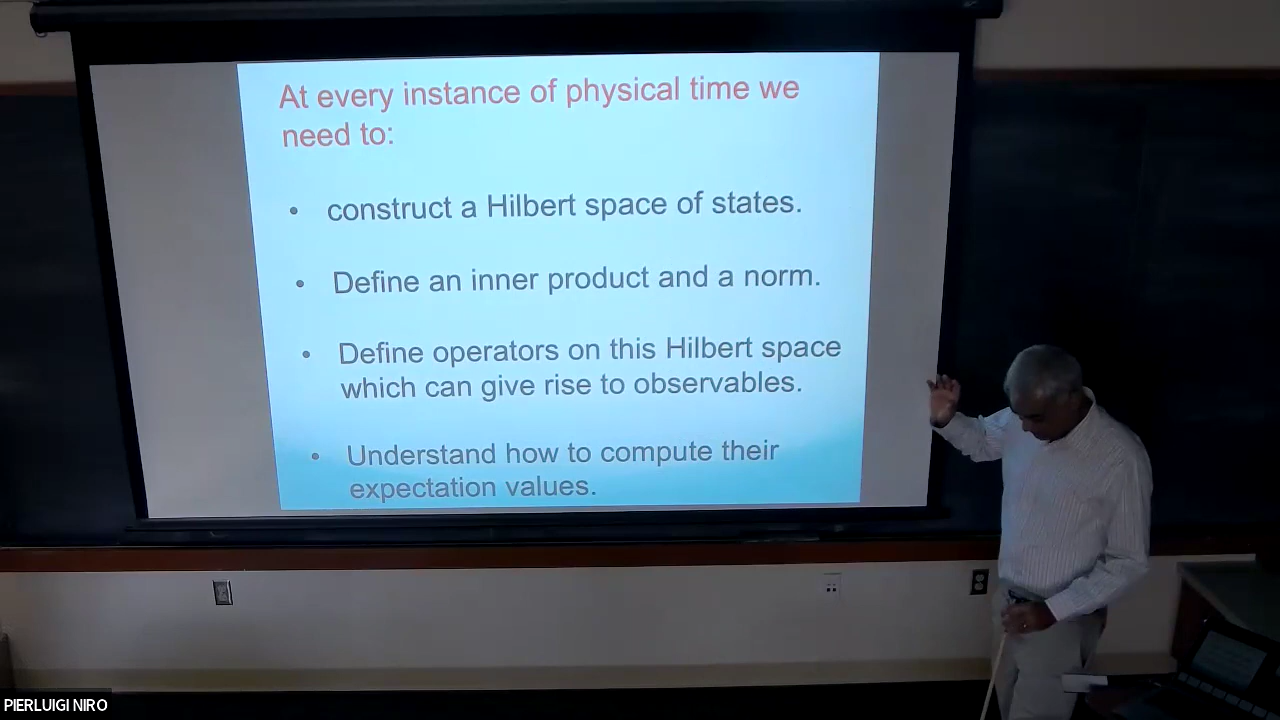 At every instance of physical time we
need to:
• construct a Hilbert space of states.
• Define an inner product and a norm.
• Define operators on this Hilbert space
which can give rise to observables.
• Understand how to compute their
expectation values.
PIERLUIGI NIRO